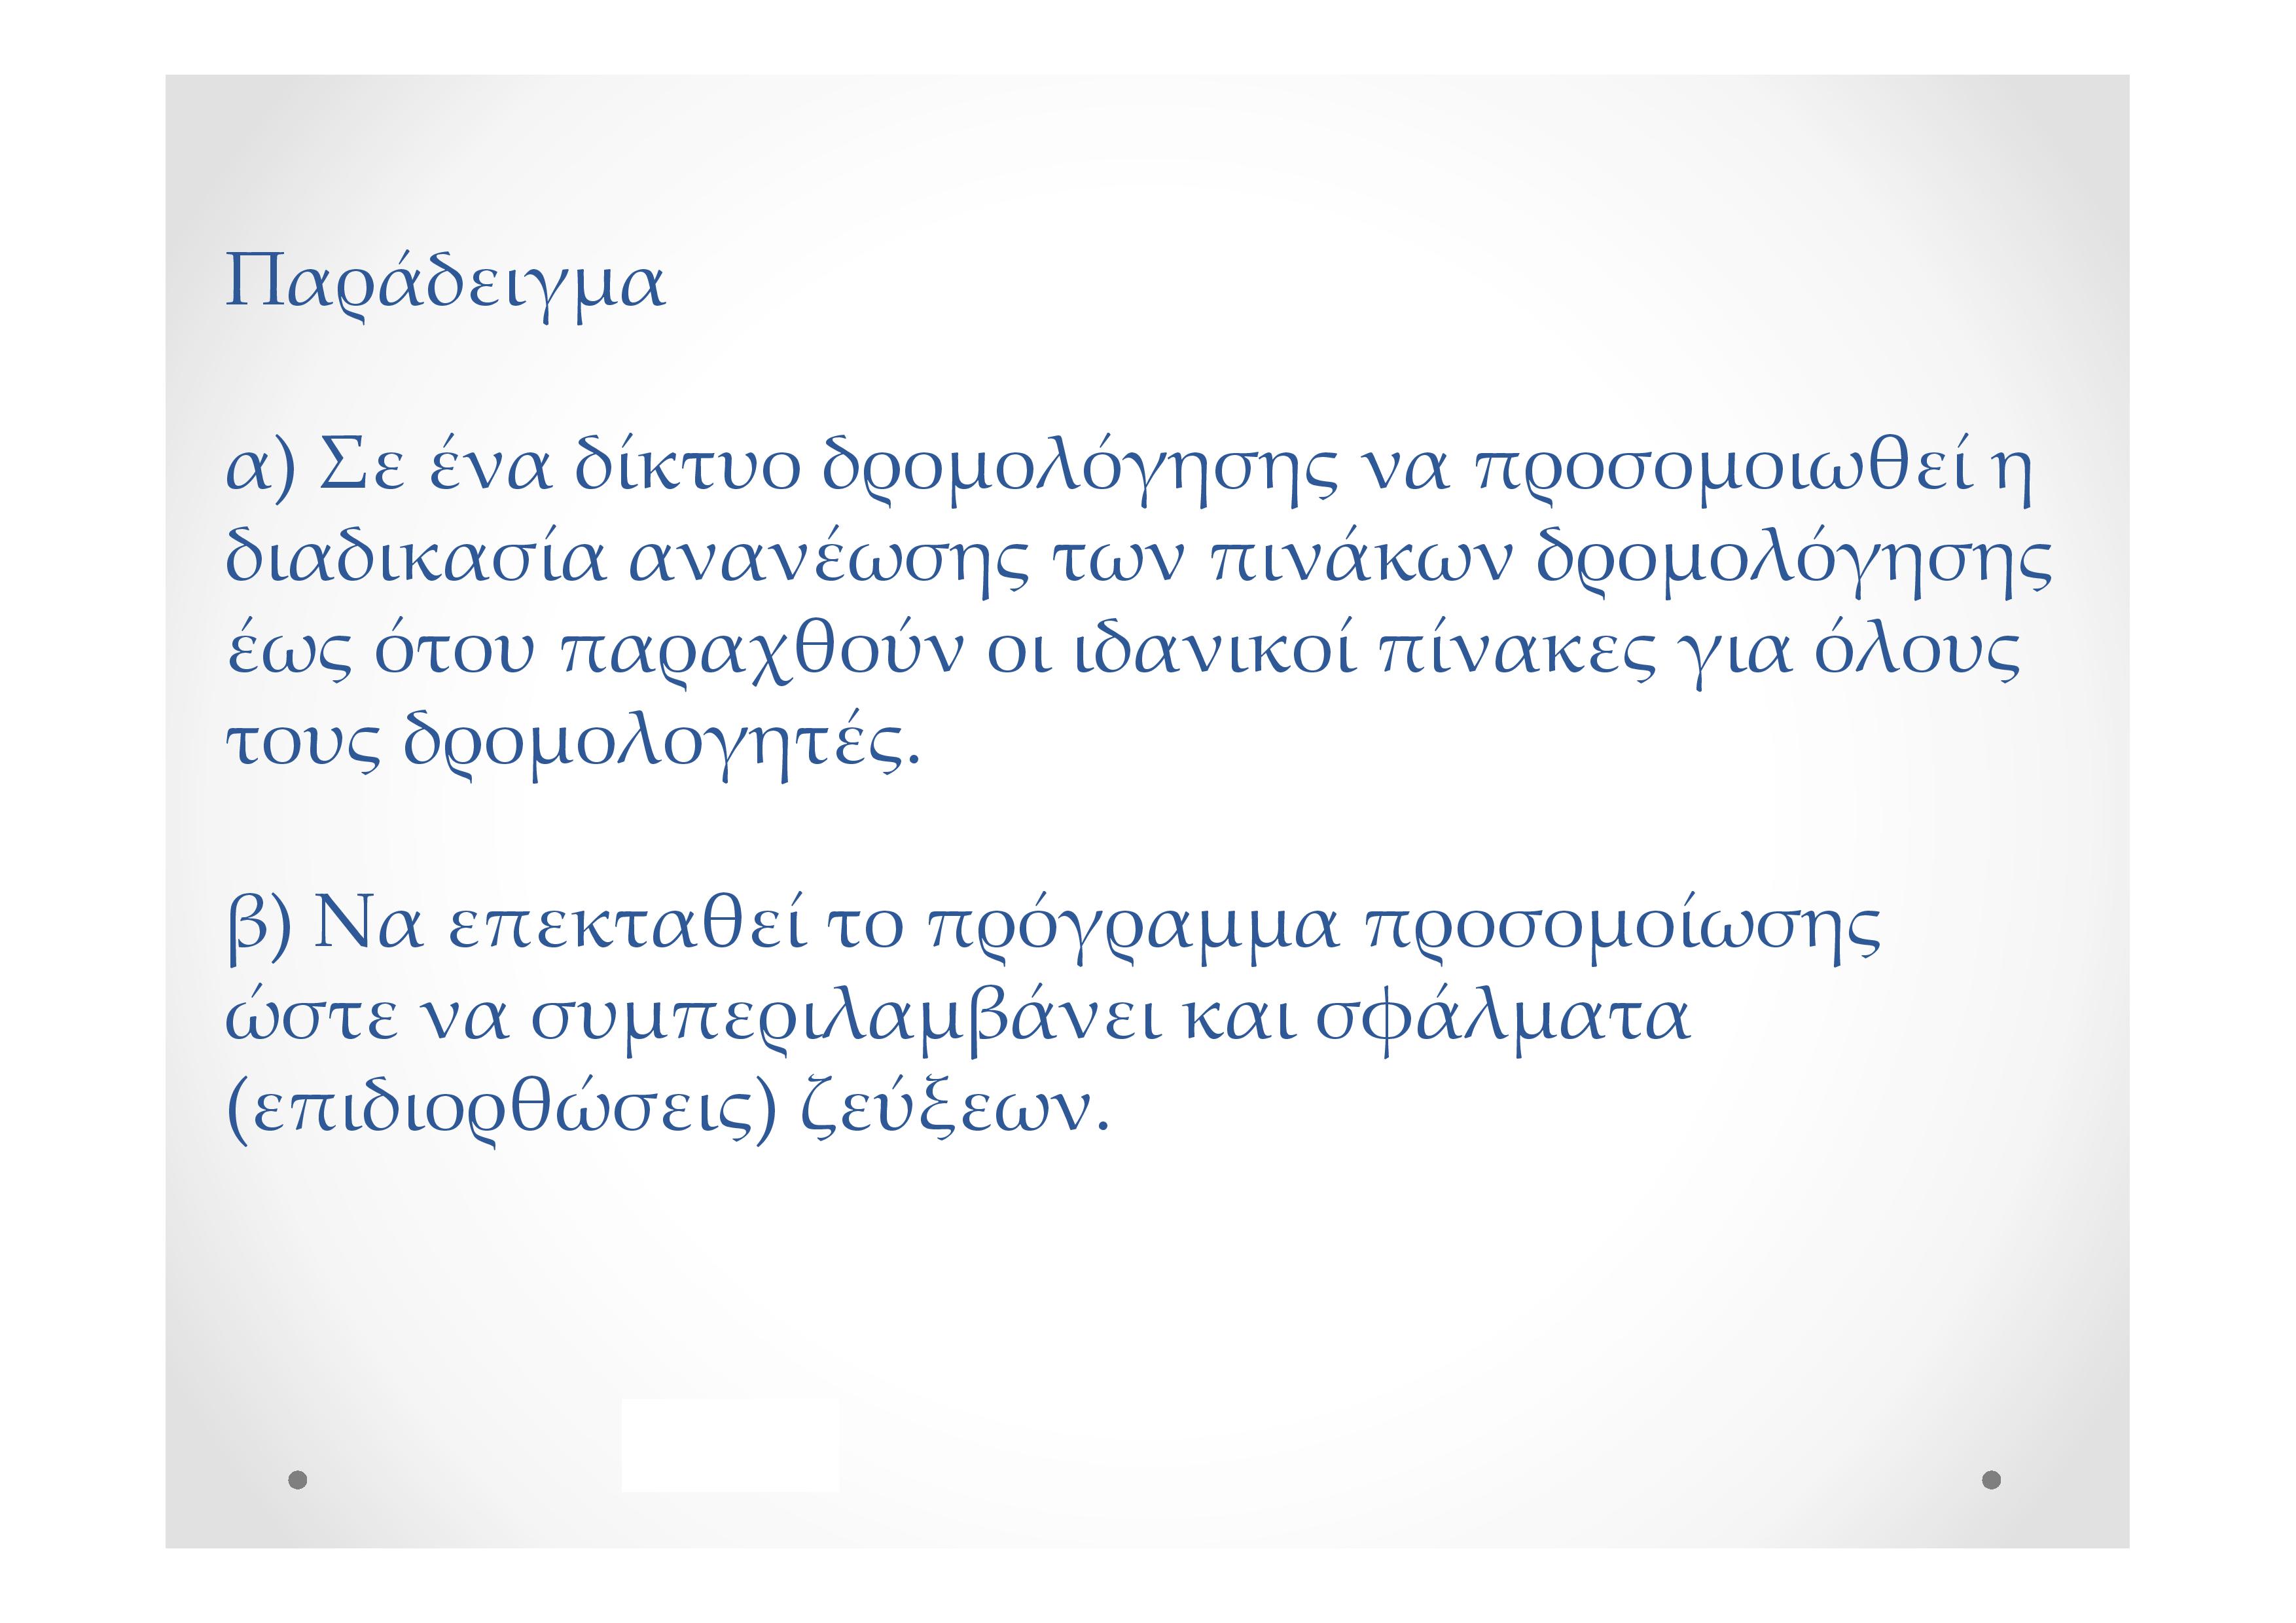 Παράδειγμα
α) Σε ένα δίκτυο δρομολόγησης να προσομοιωθεί η
διαδικασία ανανέωσης των πινάκων δρομολόγησης
έως ότου παραχθούν οι ιδανικοί πίνακες για όλους
τους δρομολογητές.
β) Να επεκταθεί το πρόγραμμα προσομοίωσης
ώστε να συμπεριλαμβάνει και σφάλματα
(επιδιορθώσεις) ζεύξεων.